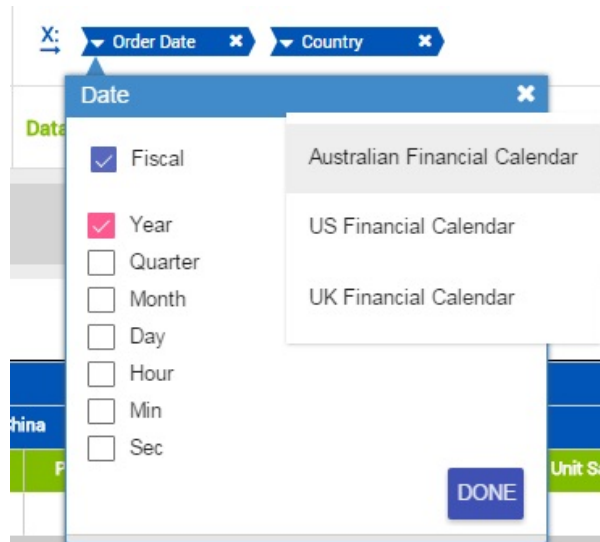 X: Order Date Country
Date
Data
Fiscal
Australian Financial Calendar
Year
US Financial Calendar
Quarter
Month
UK Financial Calendar
Day
Hour
Min
Sec
DONE